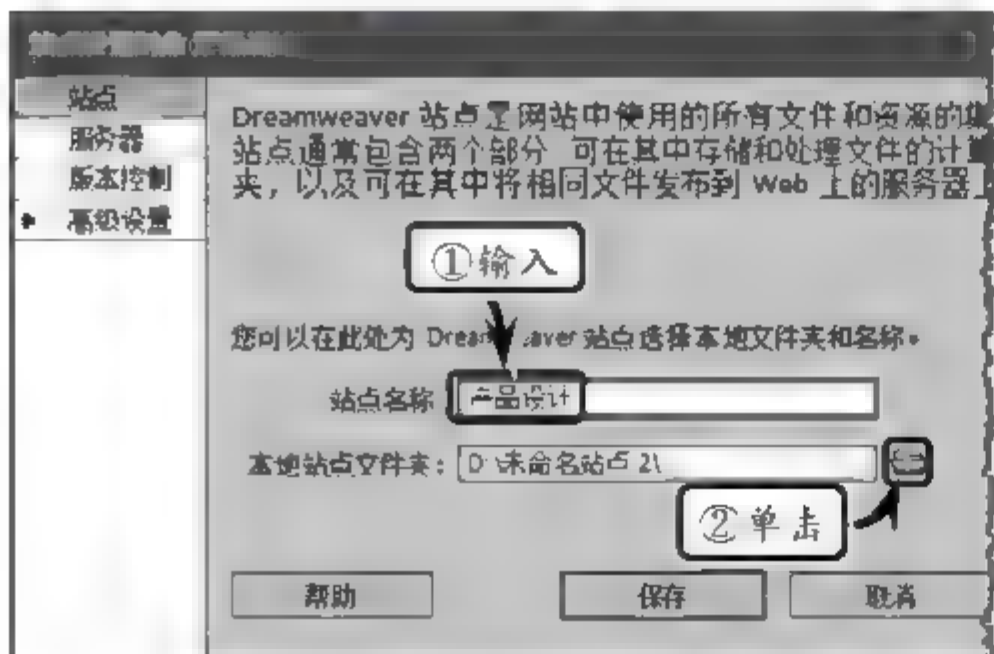 站点
服务器
版本控制
高级设置
Dreamweaver 站点是网站中使用的所有文件和资源的集
站点通常包含两个部分 可在其中存储和处理文件的计算
夹，以及可在其中将相同文件发布到 Web 上的服务器上
①输入
您可以在此处为 Dreamweaver 站点选择本地文件夹和名称。
站点名称 产品设计
本地站点文件夹：D:\未命名站点 2\
②单击
帮助 保存 取消